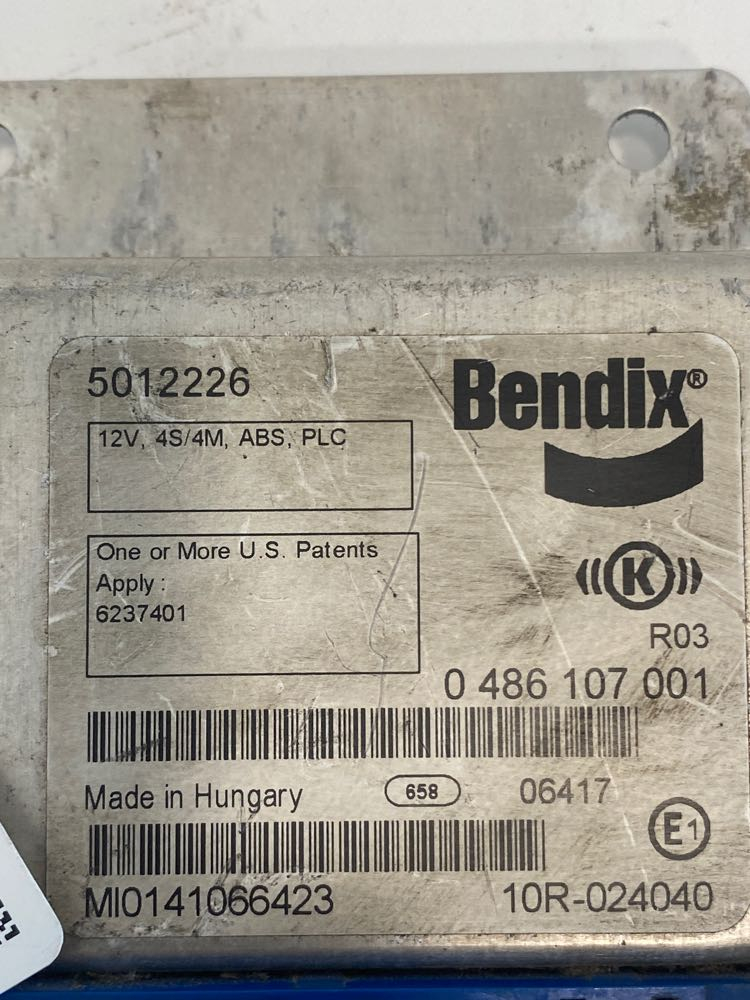 5012226
Bendix®
12V, 4S/4M, ABS, PLC
One or More U.S. Patents
Apply :
6237401
K
R03
0 486 107 001
Made in Hungary
658
06417
E1
MI0141066423
10R-024040